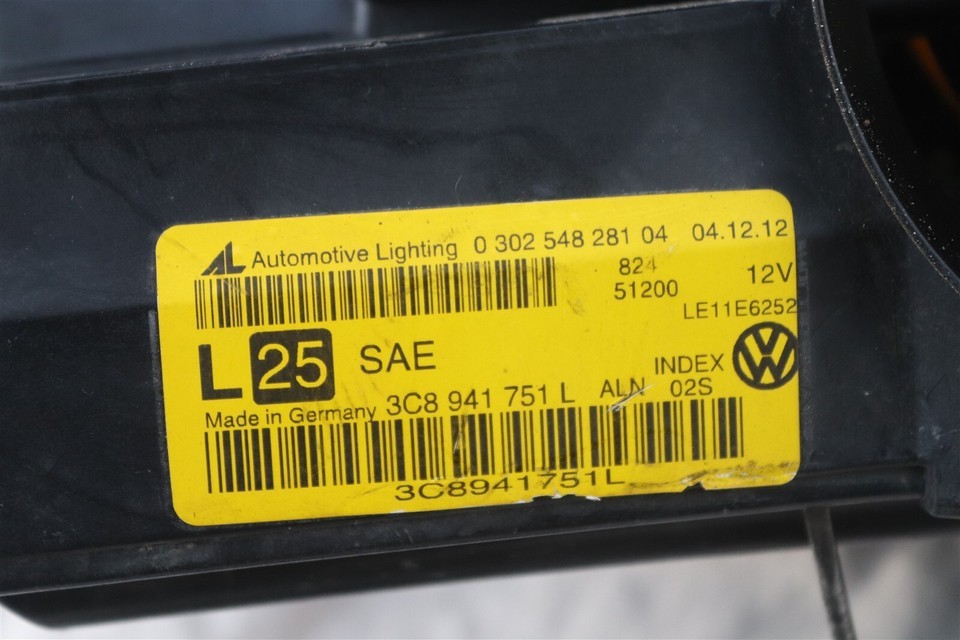 AL Automotive Lighting 0 302 548 281 04 04.12.12
824 12V
51200
LE11E6252
L 25 SAE INDEX
Made in Germany 3C8 941 751 L ALN 02S
3C8941751L